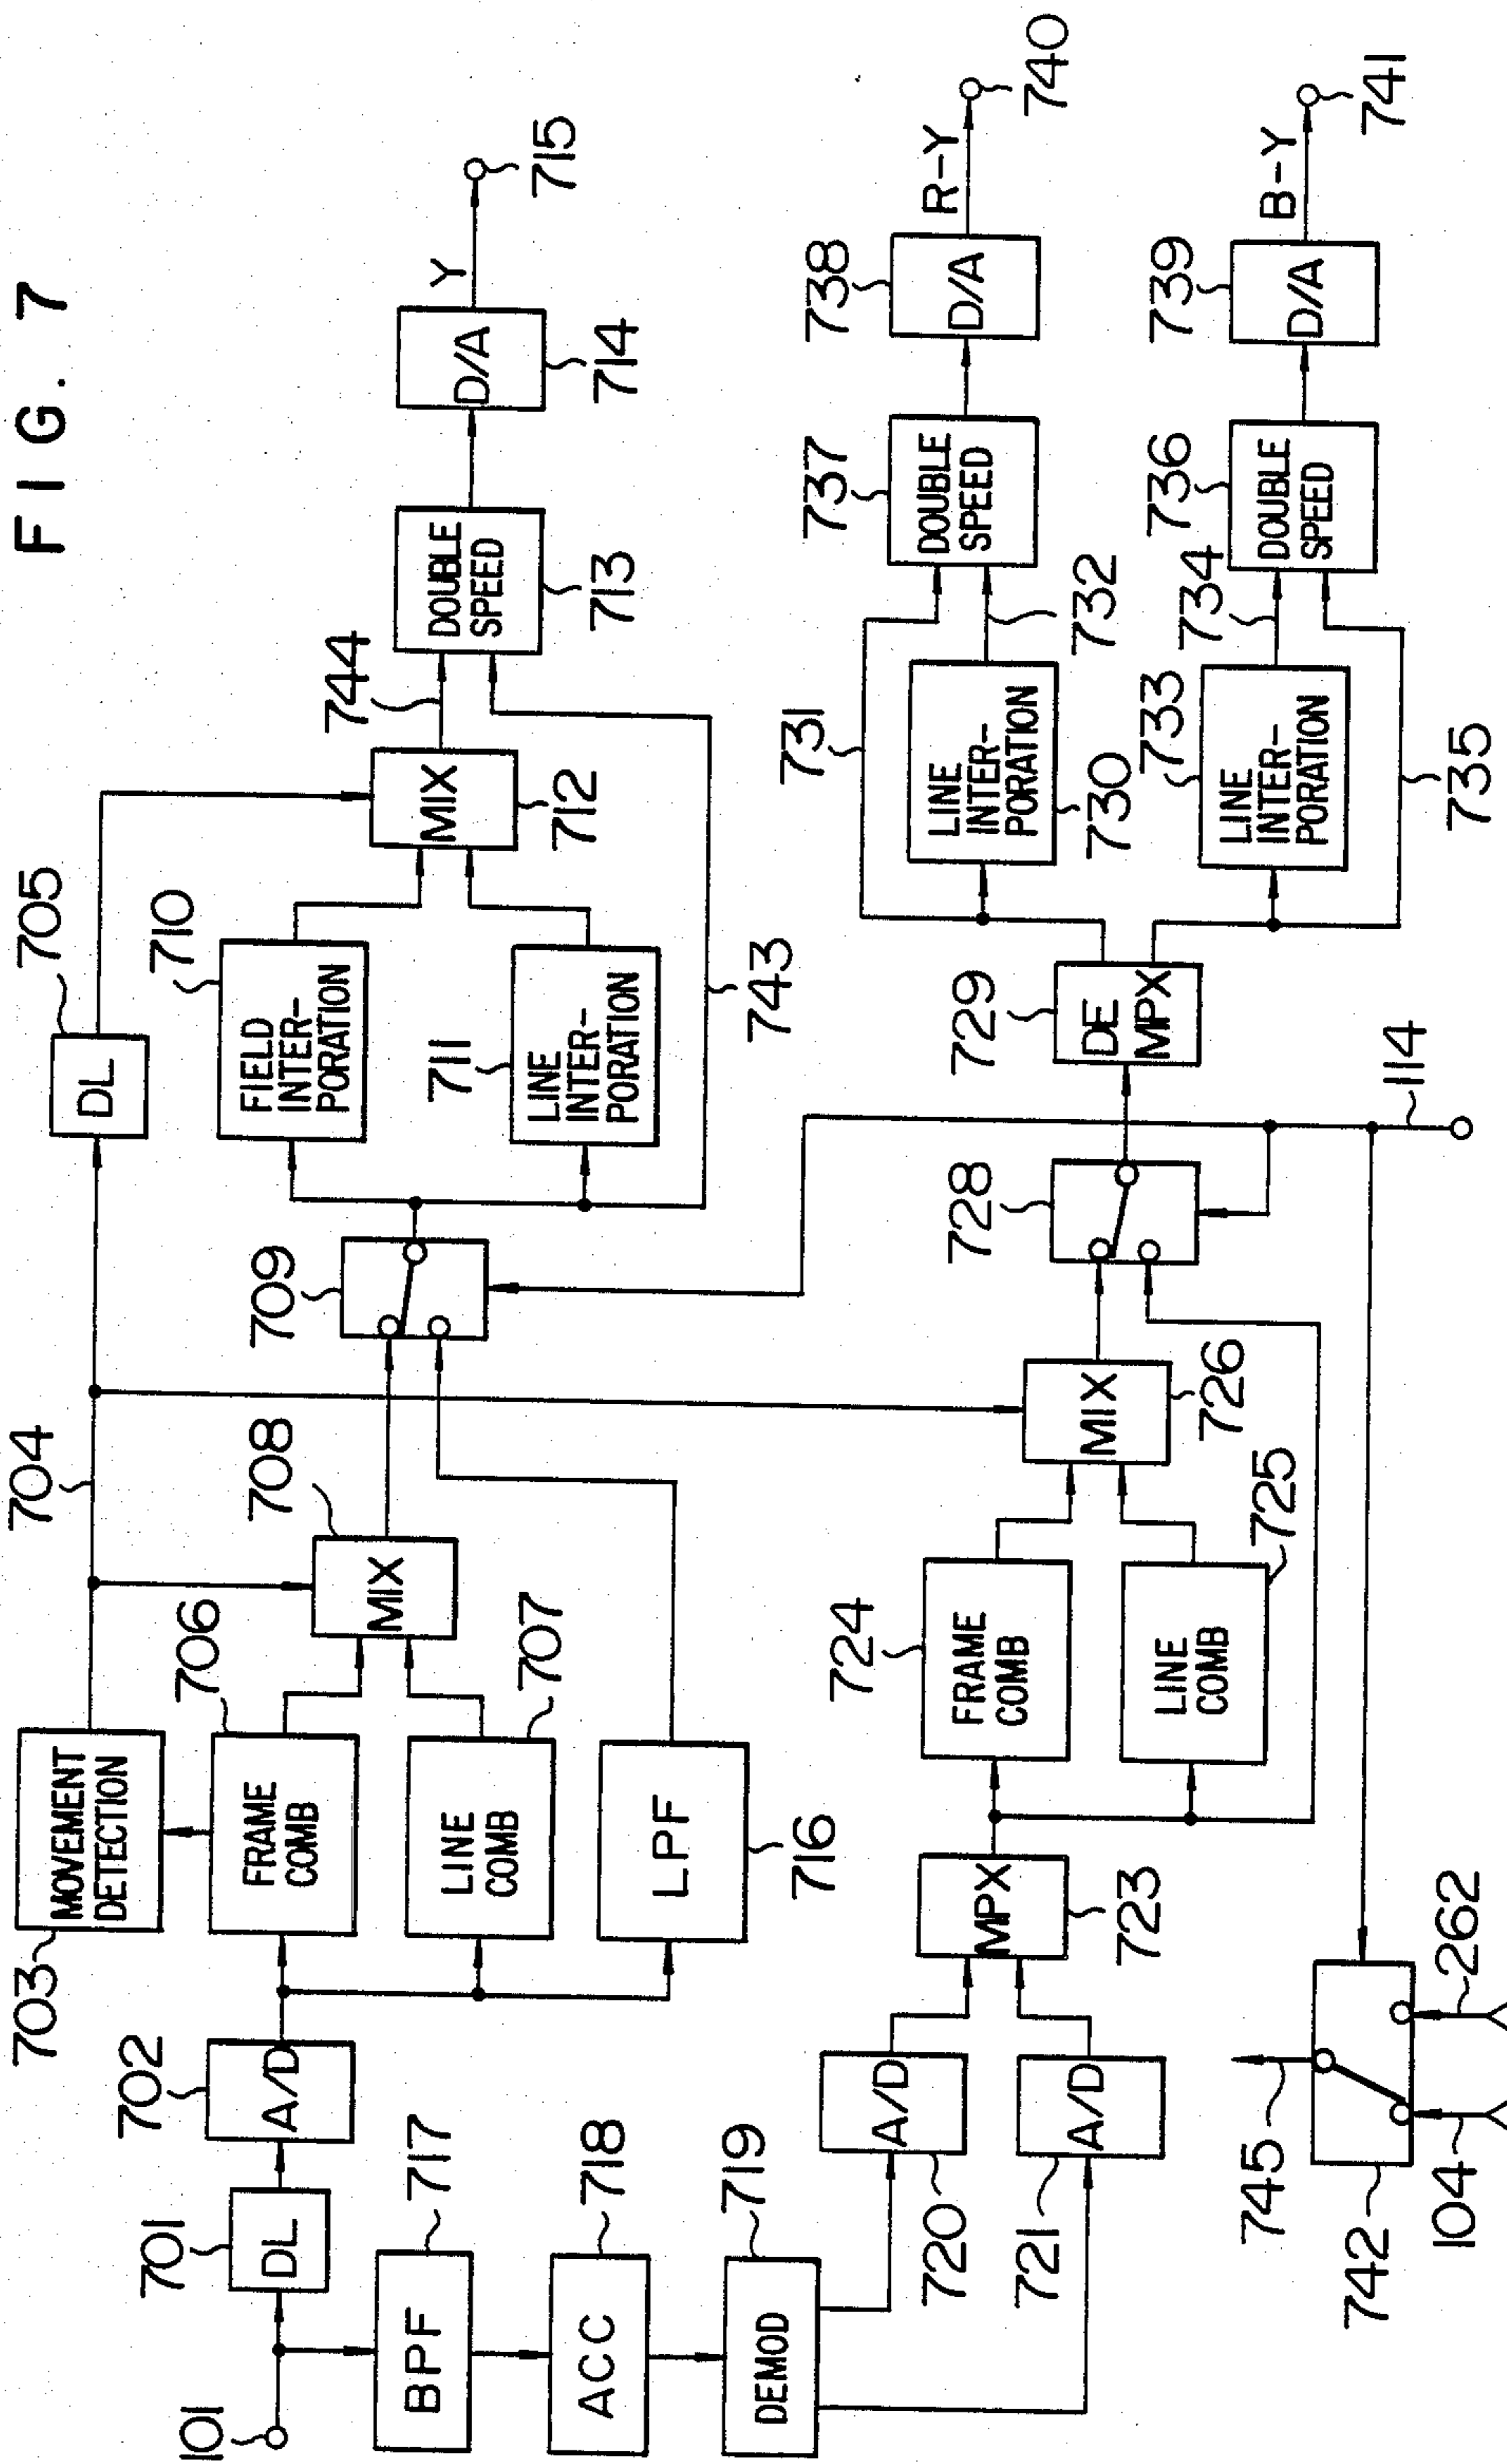 FIG. 7
101
701
DL
702
A/D
703
MOVEMENT
DETECTION
704
705
DL
706
FRAME
COMB
707
LINE
COMB
708
MIX
709
710
FIELD
INTER-
PORATION
711
LINE
INTER-
PORATION
712
MIX
744
743
DOUBLE
SPEED
713
D/A
714
Y
715
LPF
716
BPF
717
ACC
718
DEMOD
719
A/D
720
A/D
721
MPX
723
724
FRAME
COMB
LINE
COMB
725
MIX
726
728
729
DE
MPX
114
731
LINE
INTER-
PORATION
730
732
737
DOUBLE
SPEED
738
D/A
R-Y
740
733
LINE
INTER-
PORATION
734
735
736
DOUBLE
SPEED
739
D/A
B-Y
741
745
742
104
262